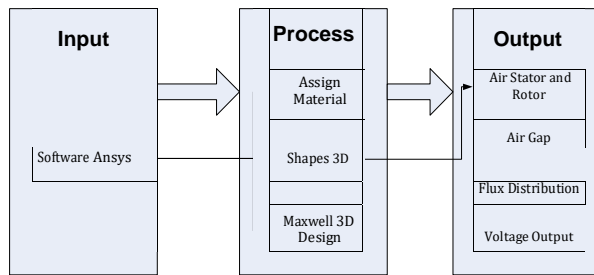 Input
Process
Output
Software Ansys
Assign
Material
Shapes 3D
Maxwell 3D
Design
Air Stator and
Rotor
Air Gap
Flux Distribution
Voltage Output